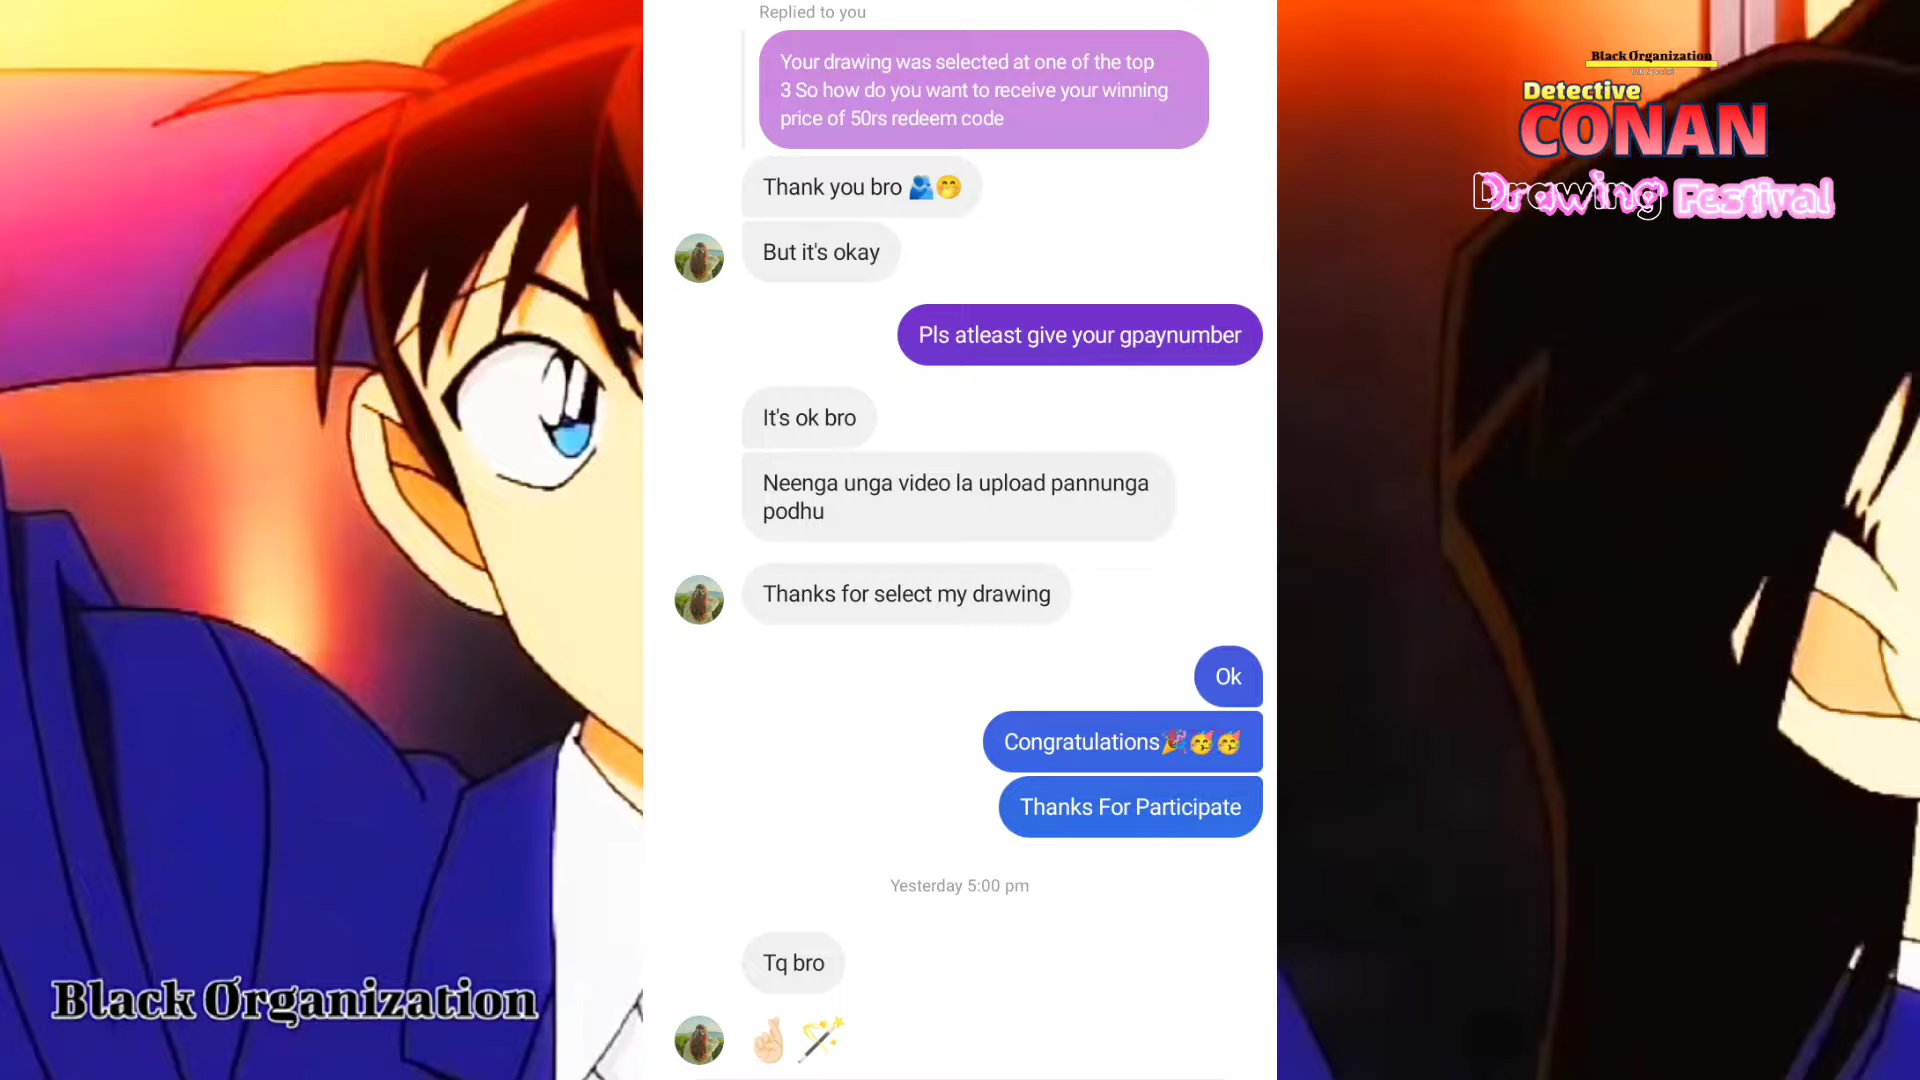 Replied to you
Your drawing was selected at one of the top
3 So how do you want to receive your winning
price of 50rs redeem code
Thank you bro 🫂🤭
But it's okay
Pls atleast give your gpaynumber
It's ok bro
Neenga unga video la upload pannunga
podhu
Thanks for select my drawing
Ok
Congratulations🎉🥳🥳
Thanks For Participate
Yesterday 5:00 pm
Tq bro
🤞🏻 🪄
Black Organization
Detective
CONAN
Drawing Festival
Black Organization